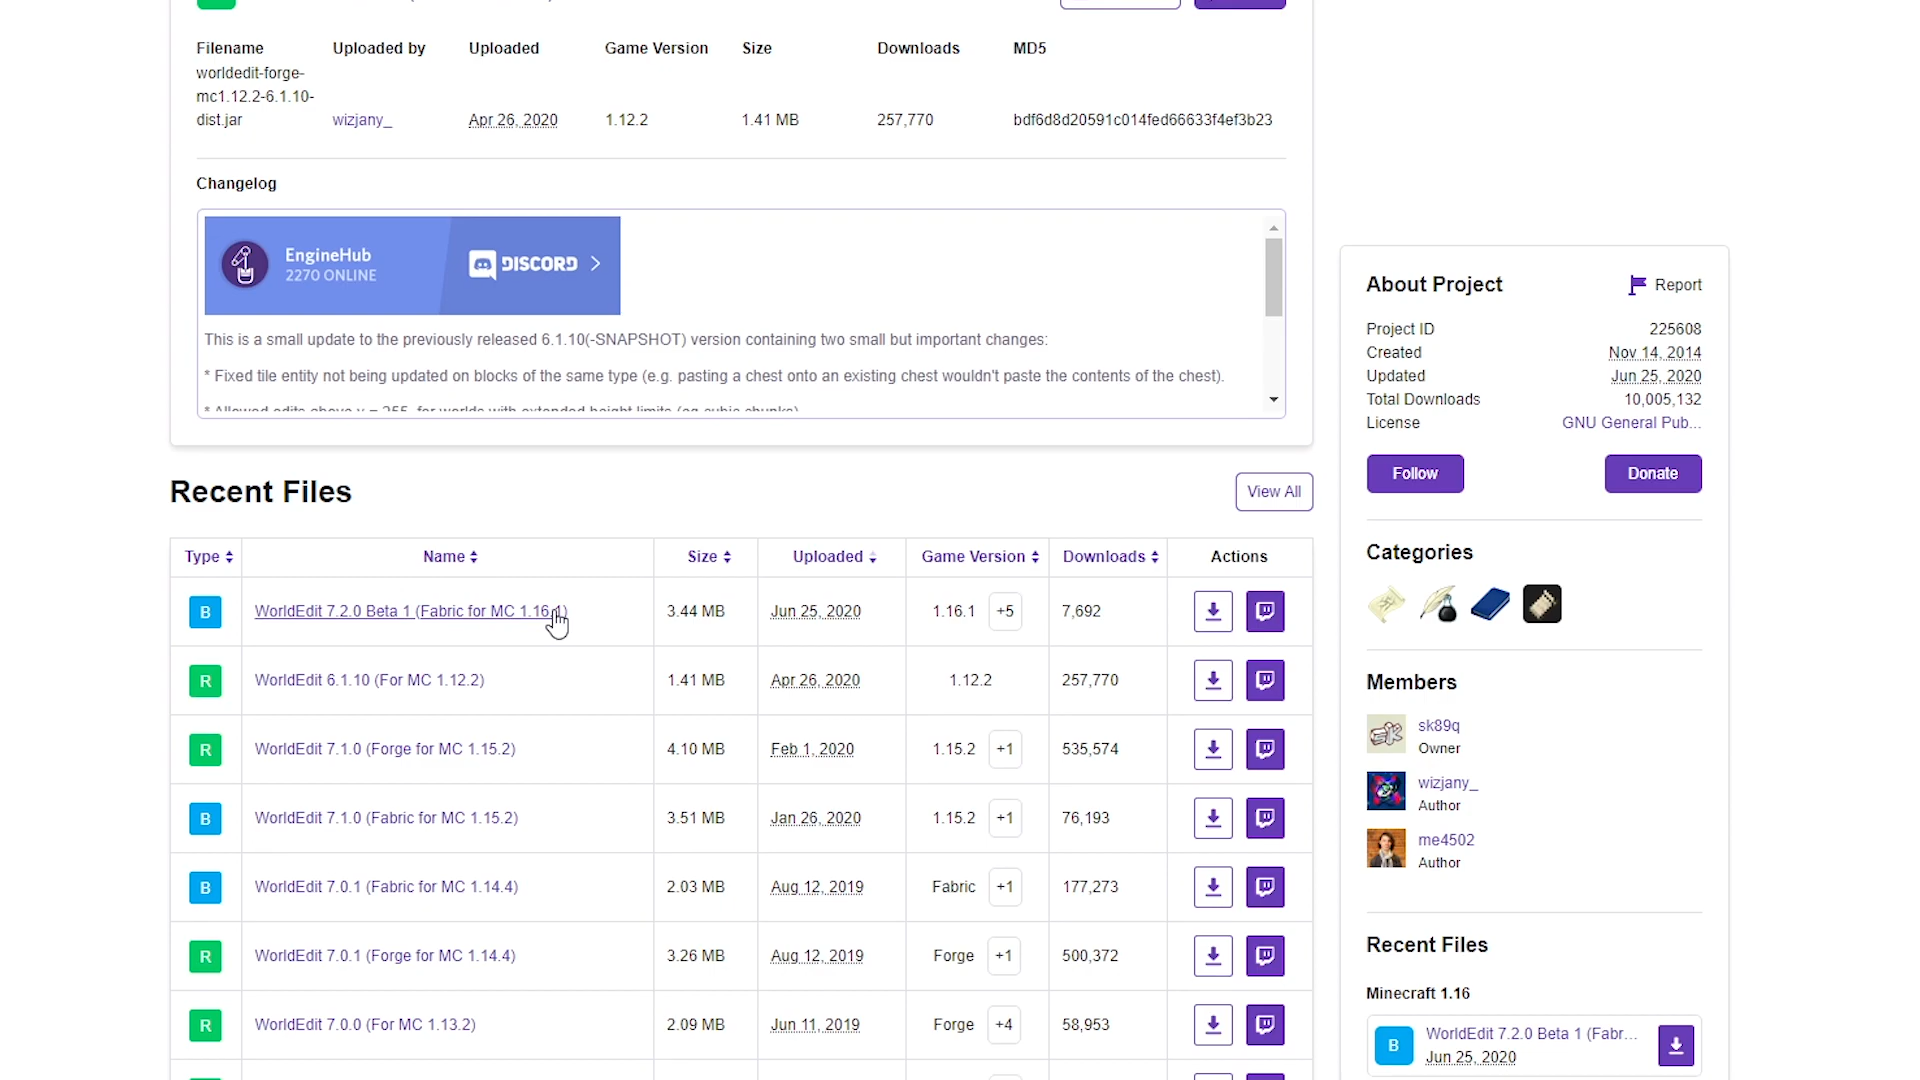 Filename Uploaded by Uploaded Game Version Size Downloads MD5
worldedit-forge-
mc1.12.2-6.1.10-
dist.jar wizjany_ Apr 26, 2020 1.12.2 1.41 MB 257,770 bdf6d8d20591c014fed66633f4ef3b23
Changelog
EngineHub
2270 ONLINE
DISCORD
This is a small update to the previously released 6.1.10(-SNAPSHOT) version containing two small but important changes:
* Fixed tile entity not being updated on blocks of the same type (e.g. pasting a chest onto an existing chest wouldn't paste the contents of the chest).
* Allowed edits above y = 255, for worlds with extended height limits (eg cubic chunks)
Recent Files View All
Type Name Size Uploaded Game Version Downloads Actions
B WorldEdit 7.2.0 Beta 1 (Fabric for MC 1.16.1) 3.44 MB Jun 25, 2020 1.16.1 +5 7,692
R WorldEdit 6.1.10 (For MC 1.12.2) 1.41 MB Apr 26, 2020 1.12.2 257,770
R WorldEdit 7.1.0 (Forge for MC 1.15.2) 4.10 MB Feb 1, 2020 1.15.2 +1 535,574
B WorldEdit 7.1.0 (Fabric for MC 1.15.2) 3.51 MB Jan 26, 2020 1.15.2 +1 76,193
B WorldEdit 7.0.1 (Fabric for MC 1.14.4) 2.03 MB Aug 12, 2019 Fabric +1 177,273
R WorldEdit 7.0.1 (Forge for MC 1.14.4) 3.26 MB Aug 12, 2019 Forge +1 500,372
R WorldEdit 7.0.0 (For MC 1.13.2) 2.09 MB Jun 11, 2019 Forge +4 58,953
About Project Report
Project ID 225608
Created Nov 14, 2014
Updated Jun 25, 2020
Total Downloads 10,005,132
License GNU General Pub...
Follow Donate
Categories
Members
sk89q
Owner
wizjany_
Author
me4502
Author
Recent Files
Minecraft 1.16
B WorldEdit 7.2.0 Beta 1 (Fabr...
Jun 25, 2020